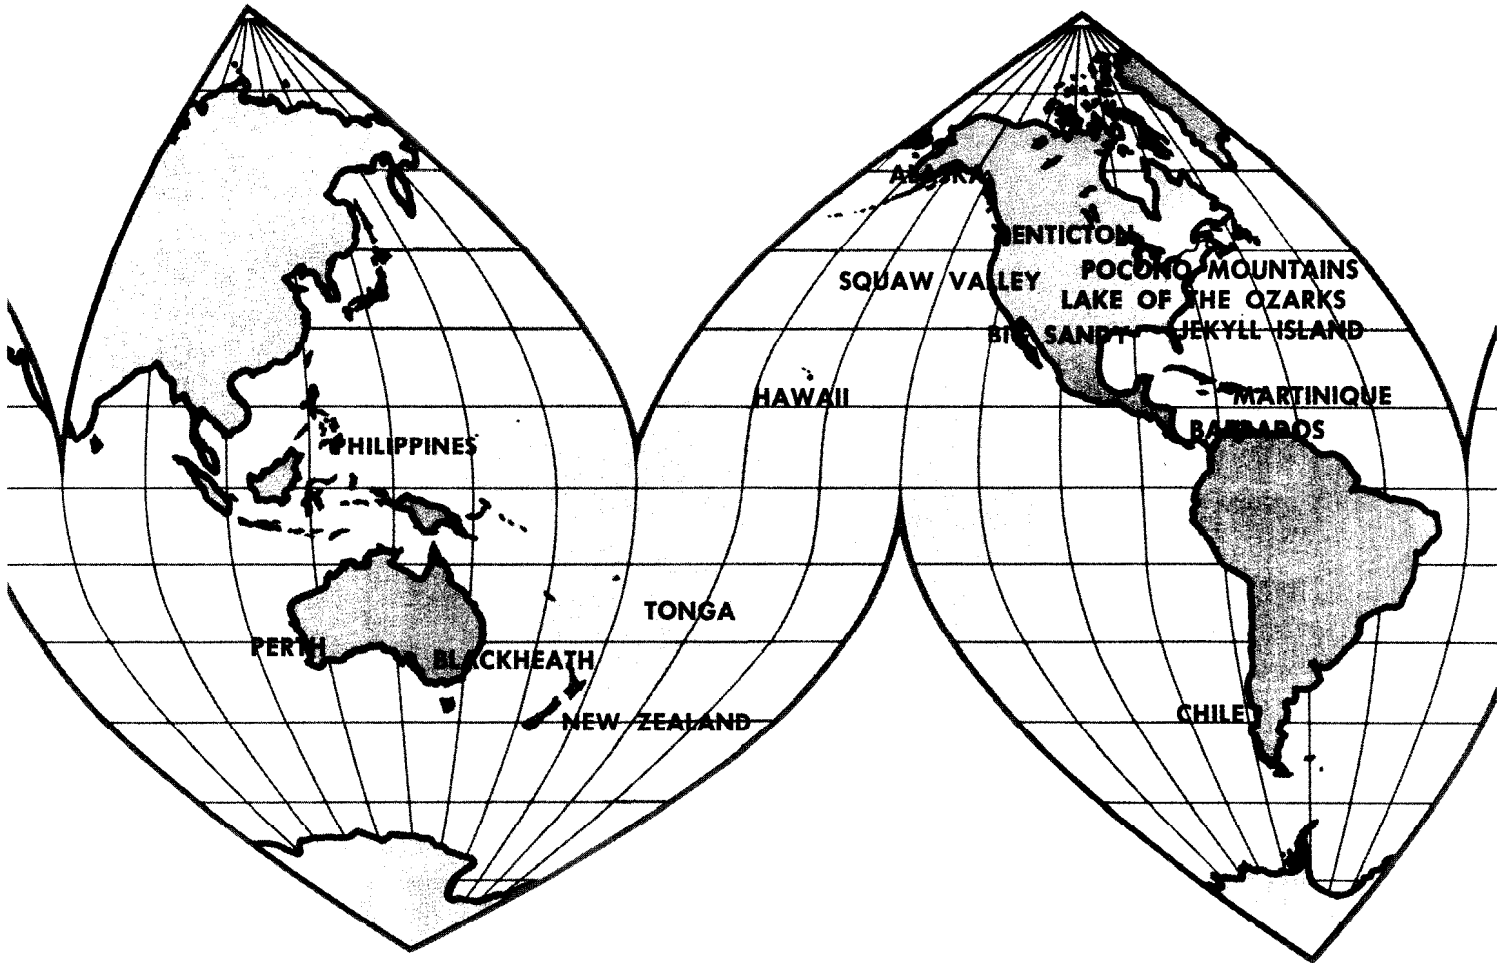 ALASKA
PENTICTON
SQUAW VALLEY
POCONO MOUNTAINS
LAKE OF THE OZARKS
BIG SANDY
JEKYLL ISLAND
HAWAII
MARTINIQUE
BARBADOS
PHILIPPINES
TONGA
PERTH
BLACKHEATH
NEW ZEALAND
CHILE